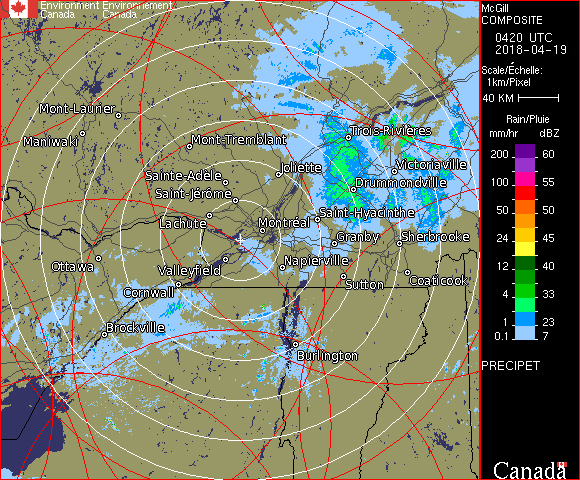 Environment Environnement
Canada Canada
McGill
COMPOSITE
0420 UTC
2018-04-19
Scale/Échelle:
1km/Pixel
40 KM
Rain/Pluie
mm/hr dBZ
200 60
100 55
50 50
24 45
12 40
4 33
1 23
0.1 7
PRECIPET
Canada
Mont-Laurier
Maniwaki
Mont-Tremblant
Trois-Rivières
Joliette
Victoriaville
Sainte-Adèle
Drummondville
Saint-Jérôme
Lachute
Saint-Hyacinthe
Montréal
Granby
Sherbrooke
Ottawa
Valleyfield
Napierville
Sutton
Coaticook
Cornwall
Brockville
Burlington